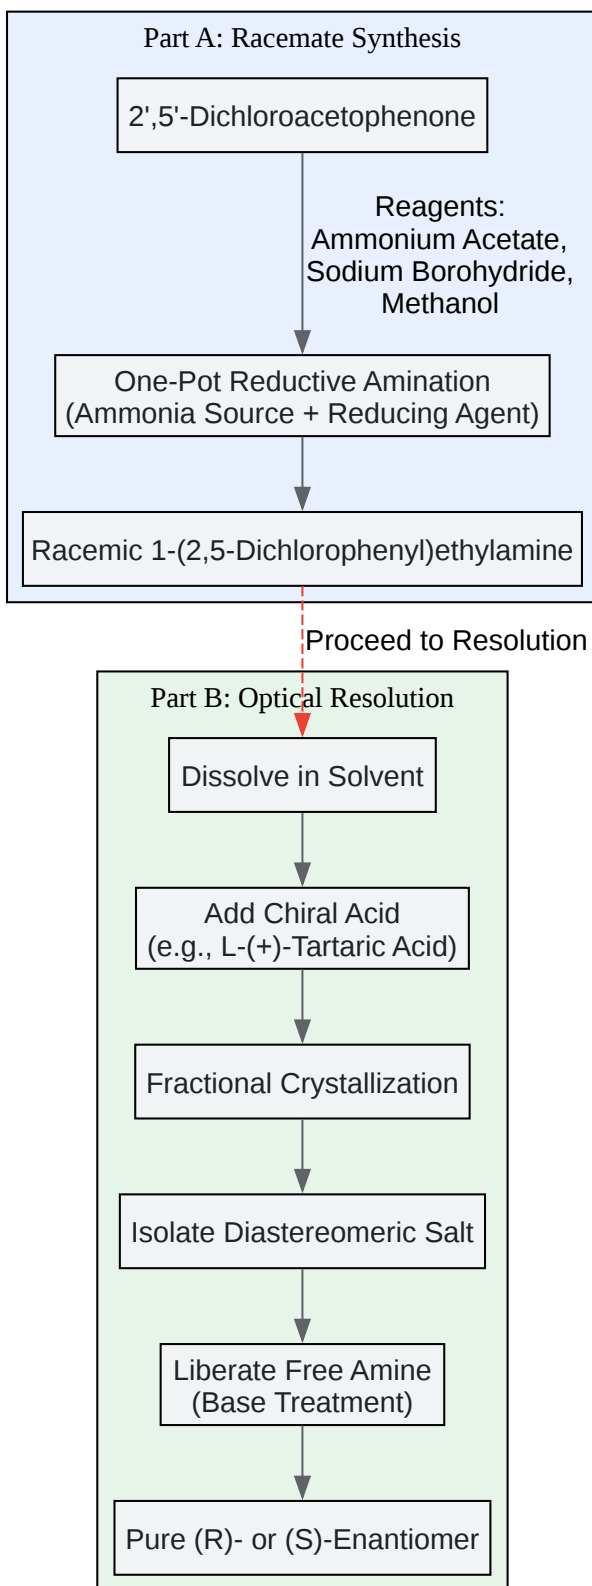 Part A: Racemate Synthesis
2',5'-Dichloroacetophenone
Reagents:
Ammonium Acetate,
Sodium Borohydride,
Methanol
One-Pot Reductive Amination
(Ammonia Source + Reducing Agent)
Racemic 1-(2,5-Dichlorophenyl)ethylamine
Proceed to Resolution
Part B: Optical Resolution
Dissolve in Solvent
Add Chiral Acid
(e.g., L-(+)-Tartaric Acid)
Fractional Crystallization
Isolate Diastereomeric Salt
Liberate Free Amine
(Base Treatment)
Pure (R)- or (S)-Enantiomer